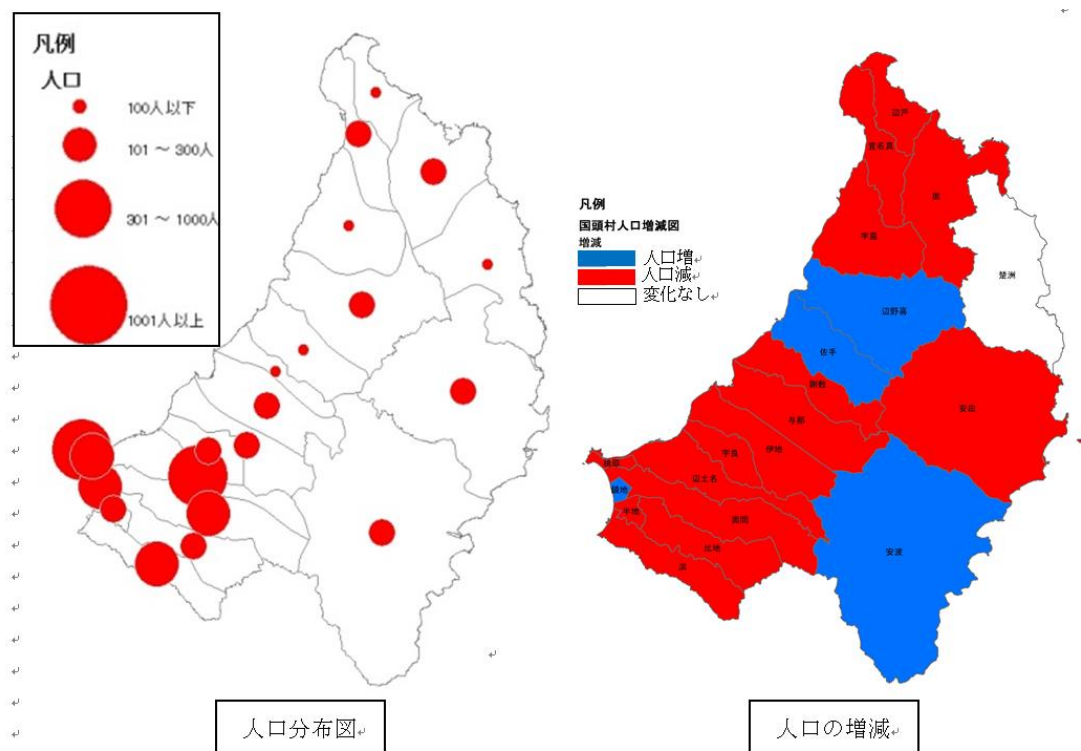 凡例
人口
100人以下
101 ～ 300人
301 ～ 1000人
1001人以上
人口分布図
凡例
国頭村人口増減図
増減
人口増
人口減
変化なし
辺戸
宜名真
奥
宇嘉
楚洲
辺野喜
佐手
謝敷
与那
安田
伊地
宇良
辺土名
桃原
鏡地
半地
奥間
比地
浜
安波
人口の増減